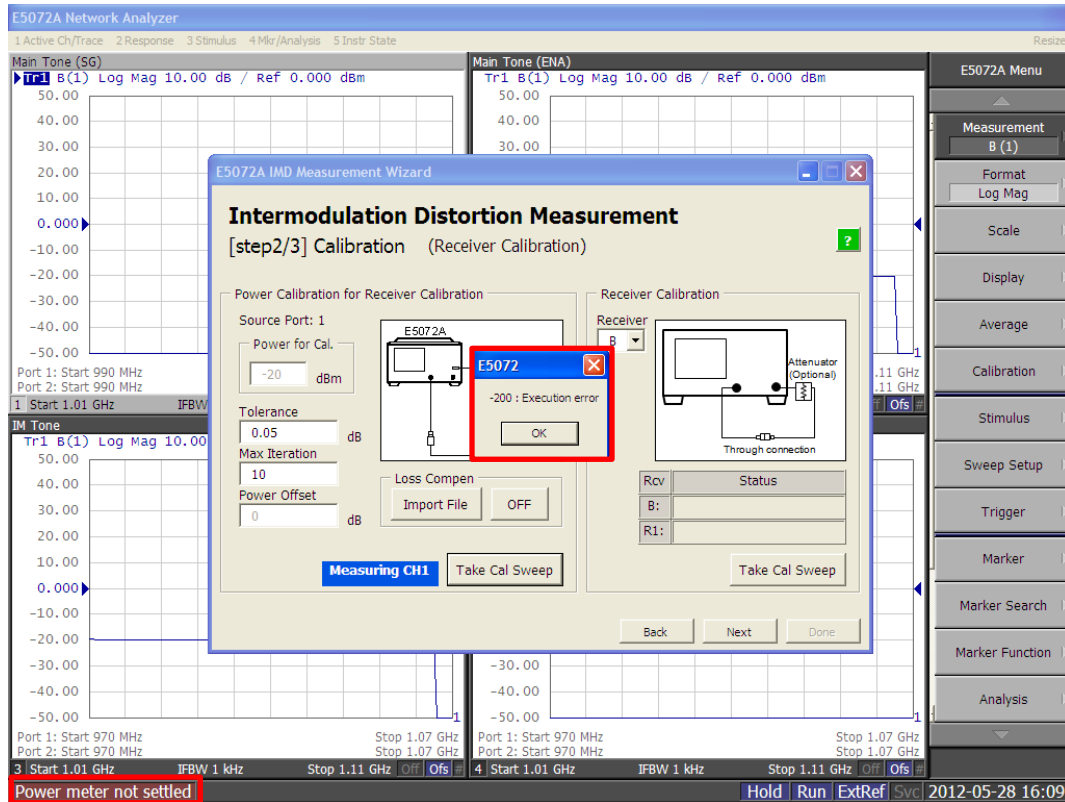 E5072A Network Analyzer
1 Active Ch/Trace 2 Response 3 Stimulus 4 Mkr/Analysis 5 Instr State
Resize
Main Tone (SG)
Tr1 B(1) Log Mag 10.00 dB / Ref 0.000 dBm
50.00
40.00
30.00
20.00
10.00
0.000
-10.00
-20.00
-30.00
-40.00
-50.00
1
Port 1: Start 990 MHz
Port 2: Start 990 MHz
1 Start 1.01 GHz IFBW
Main Tone (ENA)
Tr1 B(1) Log Mag 10.00 dB / Ref 0.000 dBm
50.00
40.00
30.00
1
.11 GHz
.11 GHz
Ofs #
E5072A IMD Measurement Wizard
Intermodulation Distortion Measurement
[step2/3] Calibration (Receiver Calibration)
?
Power Calibration for Receiver Calibration
Source Port: 1
Power for Cal.
-20 dBm
Tolerance
0.05 dB
Max Iteration
10
Power Offset
0 dB
E5072A
Loss Compen
Import File OFF
Measuring CH1 Take Cal Sweep
E5072
-200 : Execution error
OK
Receiver Calibration
Receiver
B
Attenuator
(Optional)
Through connection
Rcv Status
B:
R1:
Take Cal Sweep
Back Next Done
IM Tone
Tr1 B(1) Log Mag 10.00
50.00
40.00
30.00
20.00
10.00
0.000
-10.00
-20.00
-30.00
-40.00
-50.00
1
Port 1: Start 970 MHz Stop 1.07 GHz
Port 2: Start 970 MHz Stop 1.07 GHz
3 Start 1.01 GHz IFBW 1 kHz Stop 1.11 GHz Off Ofs #
-30.00
-40.00
-50.00
1
Port 1: Start 970 MHz Stop 1.07 GHz
Port 2: Start 970 MHz Stop 1.07 GHz
4 Start 1.01 GHz IFBW 1 kHz Stop 1.11 GHz Off Ofs #
E5072A Menu
Measurement
B (1)
Format
Log Mag
Scale
Display
Average
Calibration
Stimulus
Sweep Setup
Trigger
Marker
Marker Search
Marker Function
Analysis
Power meter not settled
Hold Run ExtRef Svc 2012-05-28 16:09